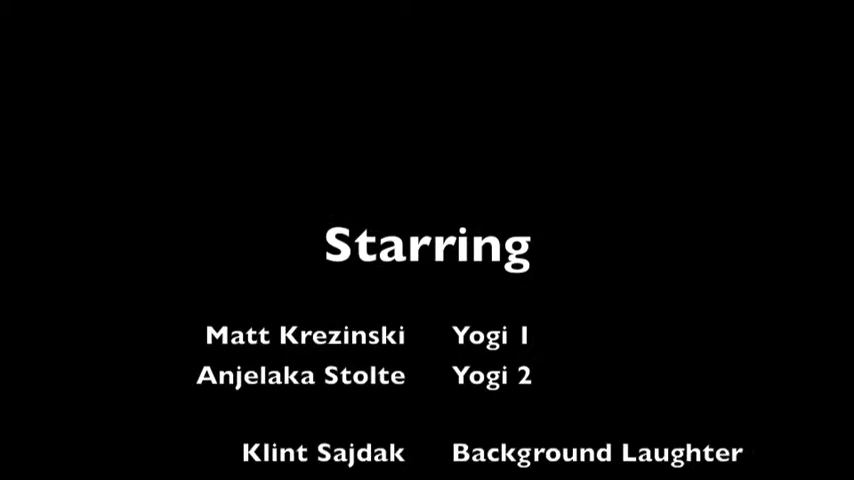 Starring
Matt Krezinski Yogi 1
Anjelaka Stolte Yogi 2
Klint Sajdak Background Laughter